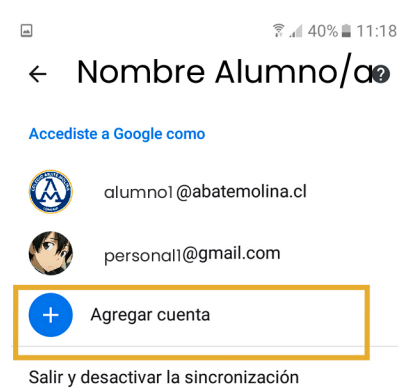 40% 11:18
Nombre Alumno/a
Accediste a Google como
alumno1@abatemolina.cl
personal1@gmail.com
Agregar cuenta
Salir y desactivar la sincronización